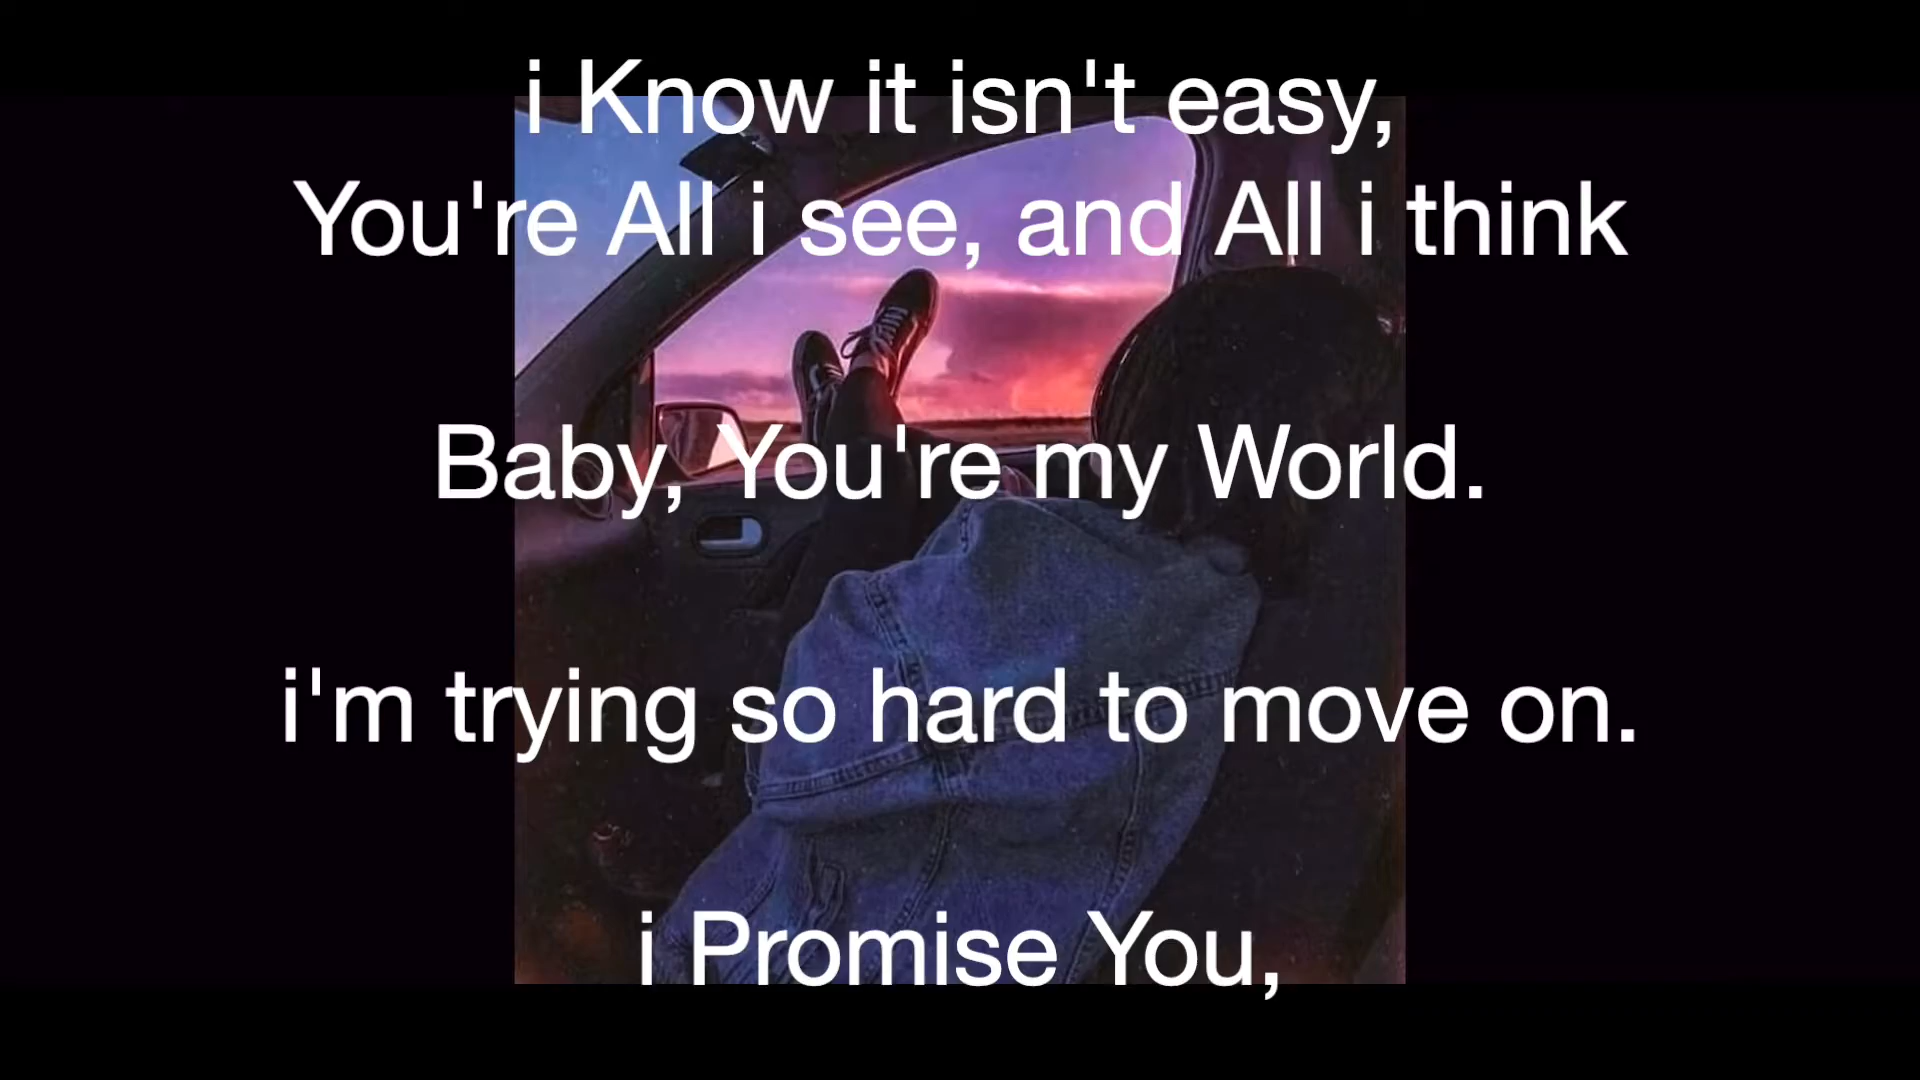 i Know it isn't easy,
You're All i see, and All i think
Baby, You're my World.
i'm trying so hard to move on.
i Promise You,